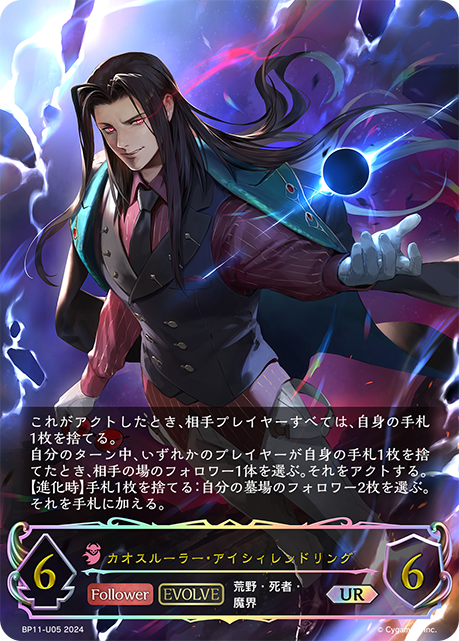 これがアクトしたとき、相手プレイヤーすべては、自身の手札
1枚を捨てる。
自分のターン中、いずれかのプレイヤーが自身の手札1枚を捨
てたとき、相手の場のフォロワー1体を選ぶ。それをアクトする。
【進化時】手札1枚を捨てる：自分の墓場のフォロワー2枚を選ぶ。
それを手札に加える。
カオスルーラー・アイシィレンドリング
6
6
Follower
EVOLVE
荒野・死者・
魔界
UR
BP11-U05 2024
© Cygames, Inc.